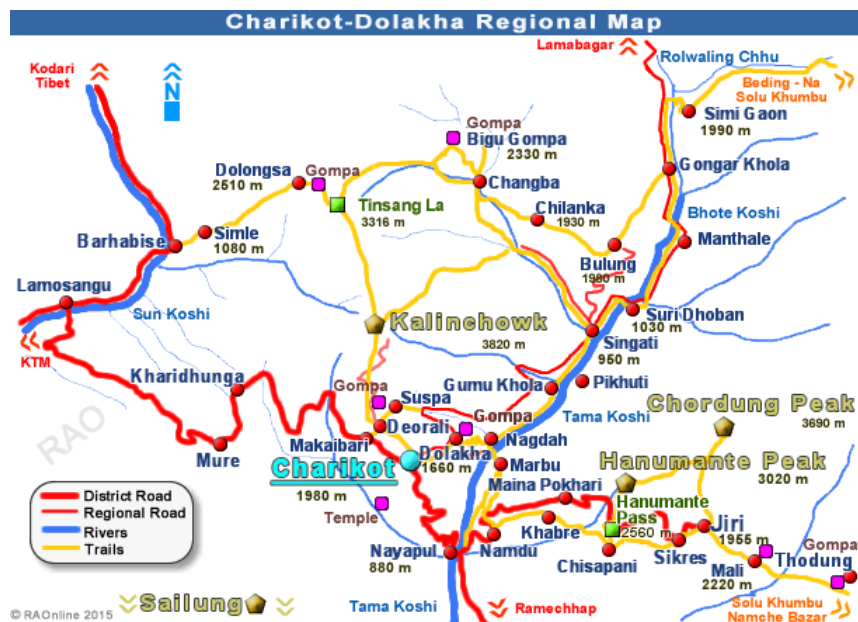 Charikot-Dolakha Regional Map
Lamabagar
Rolwaling Chhu
Kodari
Tibet
Beding - Na
Solu Khumbu
N
Simi Gaon
1990 m
Gompa
Bigu Gompa
2330 m
Dolongsa
2510 m
Gompa
Gongar Khola
Changba
Tinsang La
3316 m
Chilanka
1930 m
Bhote Koshi
Simle
1080 m
Barhabise
Manthale
Bulung
1980 m
Lamosangu
Sun Koshi
Suri Dhoban
1030 m
Kalinchowk
3820 m
Singati
950 m
KTM
Kharidhunga
Gompa
Suspa
Gumu Khola
Pikhuti
Chordung Peak
3690 m
Tama Koshi
Gompa
RAO
Deorali
Makaibari
Nagdah
Mure
Dolakha
1660 m
Charikot
1980 m
Marbu
Hanumante Peak
3020 m
Maina Pokhari
District Road
Regional Road
Rivers
Trails
Temple
Hanumante
Pass
2560 m
Jiri
1955 m
Khabre
Namdu
Nayapul
880 m
Chisapani
Sikres
Gompa
Thodung
Mali
2220 m
Sailung
Tama Koshi
Ramechhap
Solu Khumbu
Namche Bazar
© RAOnline 2015